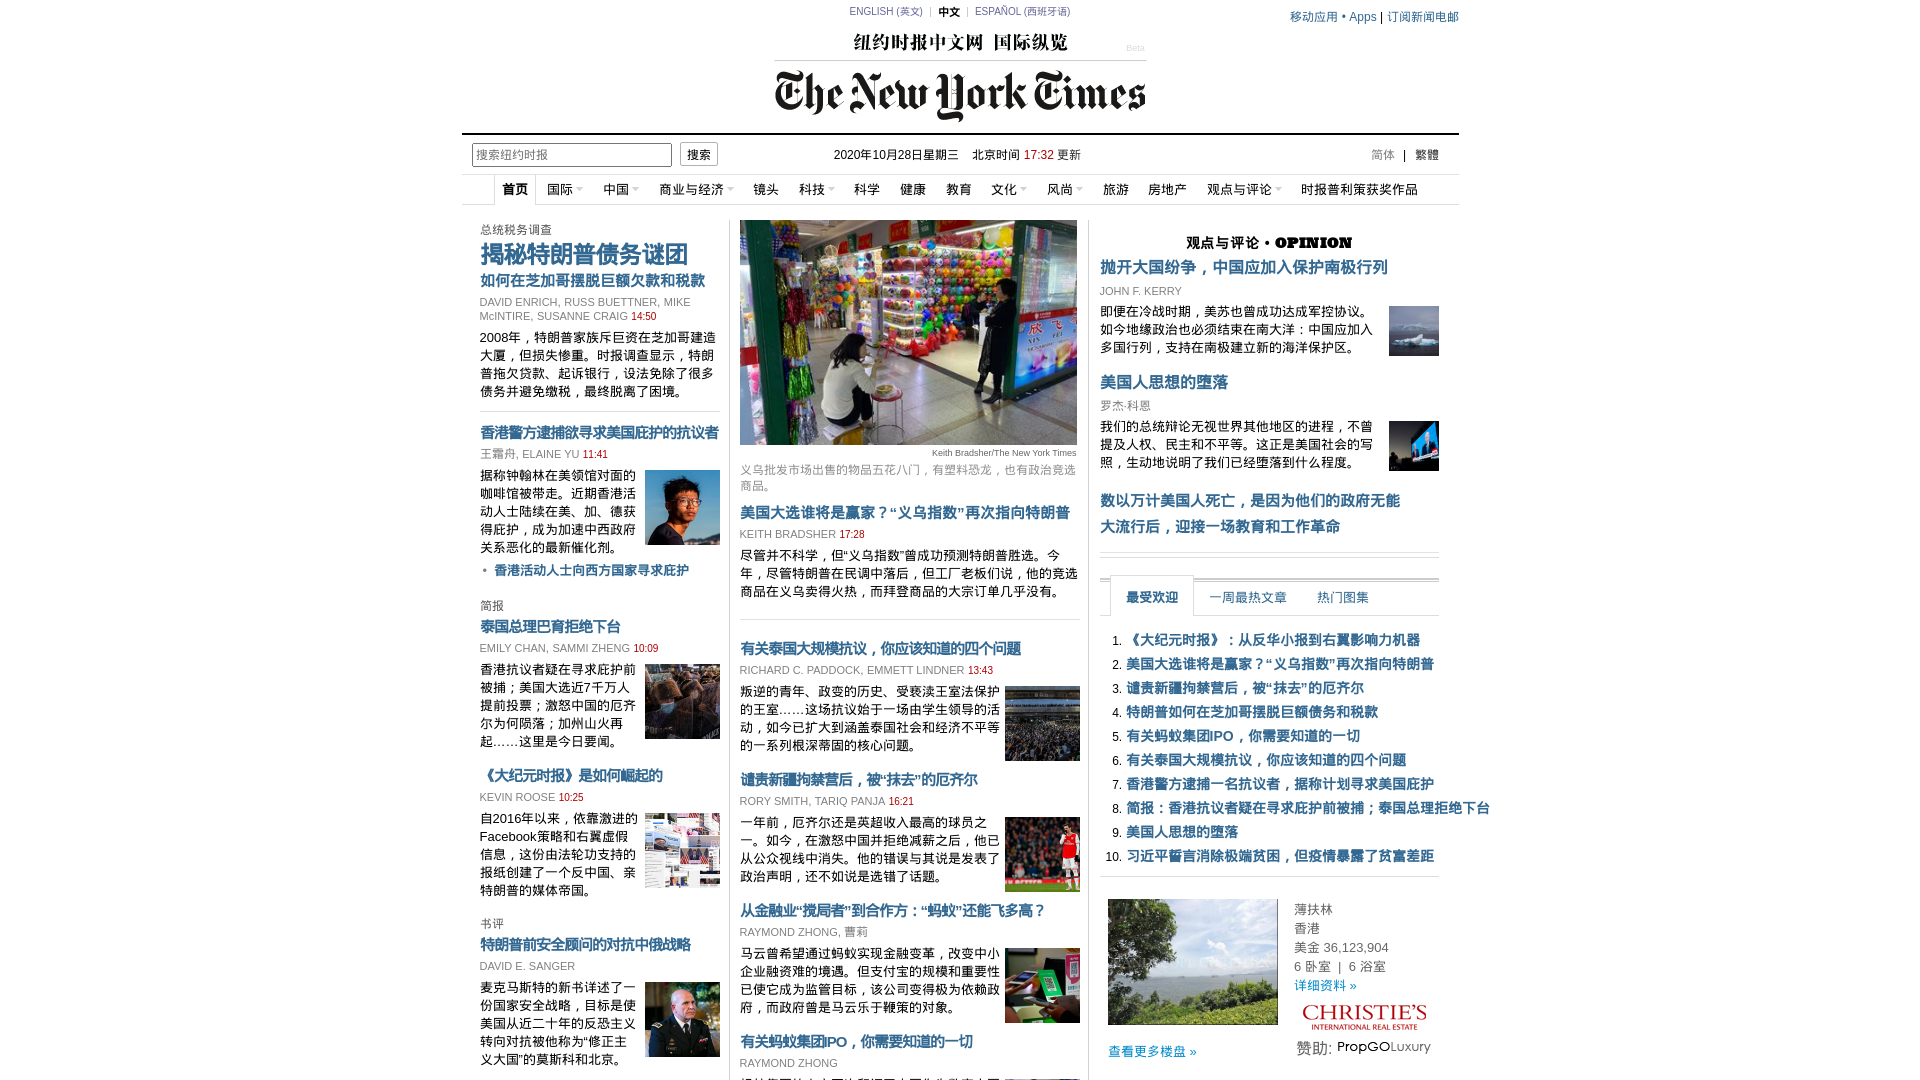 ENGLISH (英文)
中文
ESPAÑOL (西班牙语)
移动应用 • Apps | 订阅新闻电邮
纽约时报中文网 国际纵览
Beta
The New York Times
搜索纽约时报
搜索
2020年10月28日星期三 北京时间 17:32 更新
简体 | 繁體
首页 国际 中国 商业与经济 镜头 科技 科学 健康 教育 文化 风尚 旅游 房地产 观点与评论 时报普利策获奖作品
总统税务调查
揭秘特朗普债务谜团
如何在芝加哥摆脱巨额欠款和税款
DAVID ENRICH, RUSS BUETTNER, MIKE
McINTIRE, SUSANNE CRAIG 14:50
2008年，特朗普家族斥巨资在芝加哥建造
大厦，但损失惨重。时报调查显示，特朗
普拖欠贷款、起诉银行，设法免除了很多
债务并避免缴税，最终脱离了困境。
香港警方逮捕欲寻求美国庇护的抗议者
王霜舟, ELAINE YU 11:41
据称钟翰林在美领馆对面的
咖啡馆被带走。近期香港活
动人士陆续在美、加、德获
得庇护，成为加速中西政府
关系恶化的最新催化剂。
• 香港活动人士向西方国家寻求庇护
简报
泰国总理巴育拒绝下台
EMILY CHAN, SAMMI ZHENG 10:09
香港抗议者疑在寻求庇护前
被捕；美国大选近7千万人
提前投票；激怒中国的厄齐
尔为何陨落；加州山火再
起……这里是今日要闻。
《大纪元时报》是如何崛起的
KEVIN ROOSE 10:25
自2016年以来，依靠激进的
Facebook策略和右翼虚假
信息，这份由法轮功支持的
报纸创建了一个反中国、亲
特朗普的媒体帝国。
书评
特朗普前安全顾问的对抗中俄战略
DAVID E. SANGER
麦克马斯特的新书详述了一
份国家安全战略，目标是使
美国从近二十年的反恐主义
转向对抗被他称为“修正主
义大国”的莫斯科和北京。
Keith Bradsher/The New York Times
义乌批发市场出售的物品五花八门，有塑料恐龙，也有政治竞选
商品。
美国大选谁将是赢家？“义乌指数”再次指向特朗普
KEITH BRADSHER 17:28
尽管并不科学，但“义乌指数”曾成功预测特朗普胜选。今
年，尽管特朗普在民调中落后，但工厂老板们说，他的竞选
商品在义乌卖得火热，而拜登商品的大宗订单几乎没有。
有关泰国大规模抗议，你应该知道的四个问题
RICHARD C. PADDOCK, EMMETT LINDNER 13:43
叛逆的青年、政变的历史、受亵渎王室法保护
的王室……这场抗议始于一场由学生领导的活
动，如今已扩大到涵盖泰国社会和经济不平等
的一系列根深蒂固的核心问题。
谴责新疆拘禁营后，被“抹去”的厄齐尔
RORY SMITH, TARIQ PANJA 16:21
一年前，厄齐尔还是英超收入最高的球员之
一。如今，在激怒中国并拒绝减薪之后，他已
从公众视线中消失。他的错误与其说是发表了
政治声明，还不如说是选错了话题。
从金融业“搅局者”到合作方：“蚂蚁”还能飞多高？
RAYMOND ZHONG, 曹莉
马云曾希望通过蚂蚁实现金融变革，改变中小
企业融资难的境遇。但支付宝的规模和重要性
已使它成为监管目标，该公司变得极为依赖政
府，而政府曾是马云乐于鞭策的对象。
有关蚂蚁集团IPO，你需要知道的一切
RAYMOND ZHONG
观点与评论 • OPINION
抛开大国纷争，中国应加入保护南极行列
JOHN F. KERRY
即便在冷战时期，美苏也曾成功达成军控协议。
如今地缘政治也必须结束在南大洋：中国应加入
多国行列，支持在南极建立新的海洋保护区。
美国人思想的堕落
罗杰·科恩
我们的总统辩论无视世界其他地区的进程，不曾
提及人权、民主和不平等。这正是美国社会的写
照，生动地说明了我们已经堕落到什么程度。
数以万计美国人死亡，是因为他们的政府无能
大流行后，迎接一场教育和工作革命
最受欢迎 一周最热文章 热门图集
1. 《大纪元时报》：从反华小报到右翼影响力机器
2. 美国大选谁将是赢家？“义乌指数”再次指向特朗普
3. 谴责新疆拘禁营后，被“抹去”的厄齐尔
4. 特朗普如何在芝加哥摆脱巨额债务和税款
5. 有关蚂蚁集团IPO，你需要知道的一切
6. 有关泰国大规模抗议，你应该知道的四个问题
7. 香港警方逮捕一名抗议者，据称计划寻求美国庇护
8. 简报：香港抗议者疑在寻求庇护前被捕；泰国总理拒绝下台
9. 美国人思想的堕落
10. 习近平誓言消除极端贫困，但疫情暴露了贫富差距
薄扶林
香港
美金 36,123,904
6 卧室 | 6 浴室
详细资料 »
CHRISTIE'S
INTERNATIONAL REAL ESTATE
查看更多楼盘 »
赞助: PropGOLuxury